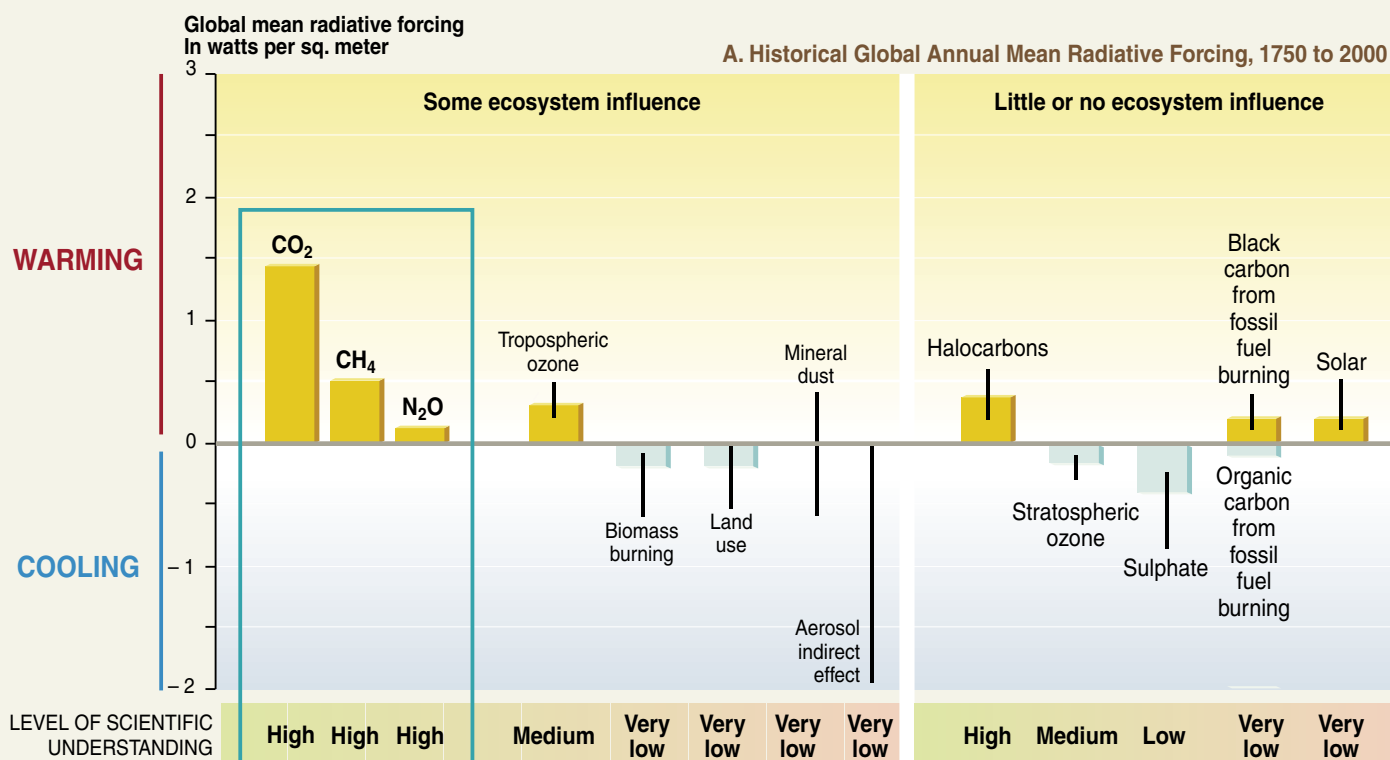 Global mean radiative forcing
In watts per sq. meter
A. Historical Global Annual Mean Radiative Forcing, 1750 to 2000
3
Some ecosystem influence
Little or no ecosystem influence
2
WARMING
CO₂
Black
carbon
from
fossil
fuel
burning
1
Tropospheric
ozone
Mineral
dust
Halocarbons
Solar
CH₄
N₂O
0
Biomass
burning
Land
use
Stratospheric
ozone
Sulphate
Organic
carbon
from
fossil
fuel
burning
COOLING
– 1
Aerosol
indirect
effect
– 2
LEVEL OF SCIENTIFIC
UNDERSTANDING
High
High
High
Medium
Very
low
Very
low
Very
low
Very
low
High
Medium
Low
Very
low
Very
low